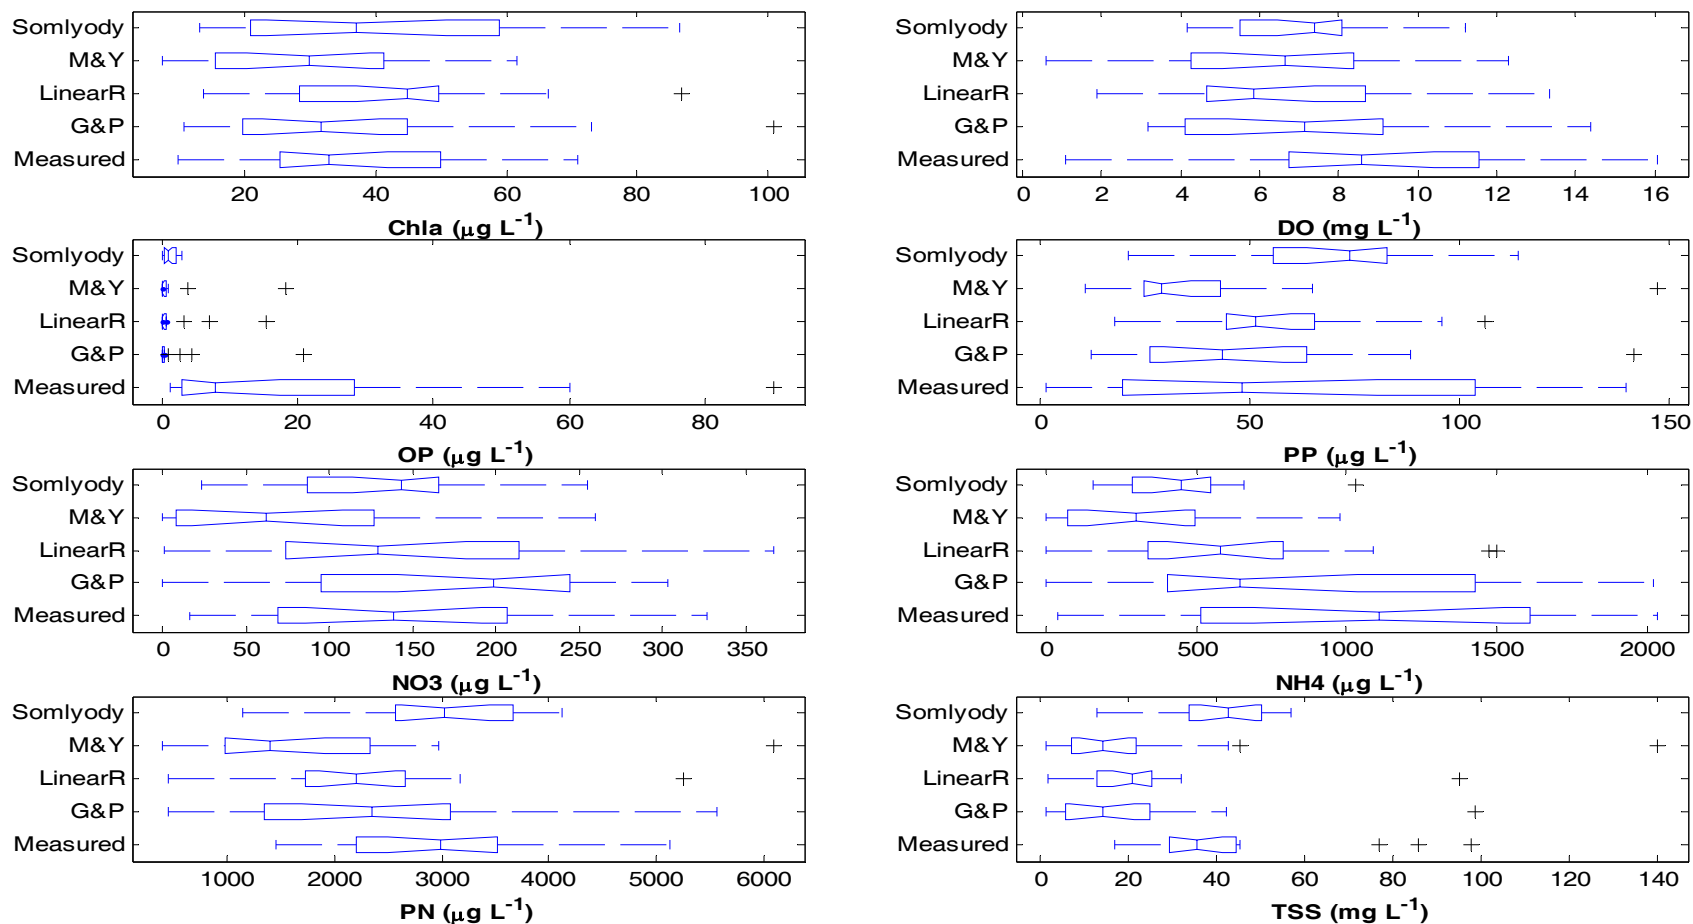 Somlyody
M&Y
LinearR
G&P
Measured
20 40 60 80 100
Chla (μg L-1)
Somlyody
M&Y
LinearR
G&P
Measured
0 2 4 6 8 10 12 14 16
DO (mg L-1)
Somlyody
M&Y
LinearR
G&P
Measured
0 20 40 60 80
OP (μg L-1)
Somlyody
M&Y
LinearR
G&P
Measured
0 50 100 150
PP (μg L-1)
Somlyody
M&Y
LinearR
G&P
Measured
0 50 100 150 200 250 300 350
NO3 (μg L-1)
Somlyody
M&Y
LinearR
G&P
Measured
0 500 1000 1500 2000
NH4 (μg L-1)
Somlyody
M&Y
LinearR
G&P
Measured
1000 2000 3000 4000 5000 6000
PN (μg L-1)
Somlyody
M&Y
LinearR
G&P
Measured
0 20 40 60 80 100 120 140
TSS (mg L-1)